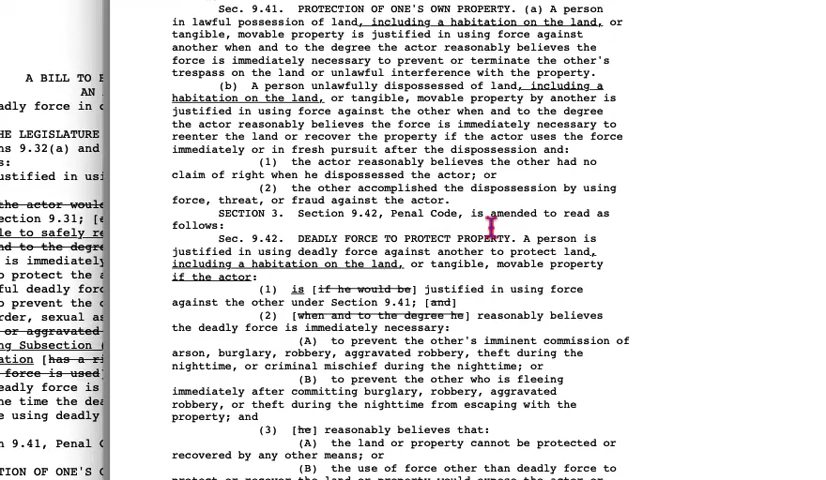 A BILL TO
AN
adly force in
HE LEGISLATURE
ns 9.32(a) and
s:
ustified in usi
the actor would
ection 9.31; [
le to safely re
nd to the degre
is immediately
o protect the a
ful deadly forc
o prevent the
rder, sexual as
or aggravated
ng Subsection (
ation [has a ri
force is used
eadly force is
ne time the dea
e using deadly
n 9.41, Penal
TION OF ONE'S
Sec. 9.41. PROTECTION OF ONE'S OWN PROPERTY. (a) A person
in lawful possession of land, including a habitation on the land, or
tangible, movable property is justified in using force against
another when and to the degree the actor reasonably believes the
force is immediately necessary to prevent or terminate the other's
trespass on the land or unlawful interference with the property.
(b) A person unlawfully dispossessed of land, including a
habitation on the land, or tangible, movable property by another is
justified in using force against the other when and to the degree
the actor reasonably believes the force is immediately necessary to
reenter the land or recover the property if the actor uses the force
immediately or in fresh pursuit after the dispossession and:
(1) the actor reasonably believes the other had no
claim of right when he dispossessed the actor; or
(2) the other accomplished the dispossession by using
force, threat, or fraud against the actor.
SECTION 3. Section 9.42, Penal Code, is amended to read as
follows:
Sec. 9.42. DEADLY FORCE TO PROTECT PROPERTY. A person is
justified in using deadly force against another to protect land,
including a habitation on the land, or tangible, movable property
if the actor:
(1) is [if he would be] justified in using force
against the other under Section 9.41; [and]
(2) [when and to the degree he] reasonably believes
the deadly force is immediately necessary:
(A) to prevent the other's imminent commission of
arson, burglary, robbery, aggravated robbery, theft during the
nighttime, or criminal mischief during the nighttime; or
(B) to prevent the other who is fleeing
immediately after committing burglary, robbery, aggravated
robbery, or theft during the nighttime from escaping with the
property; and
(3) [he] reasonably believes that:
(A) the land or property cannot be protected or
recovered by any other means; or
(B) the use of force other than deadly force to
protect or recover the land or property would expose the actor or